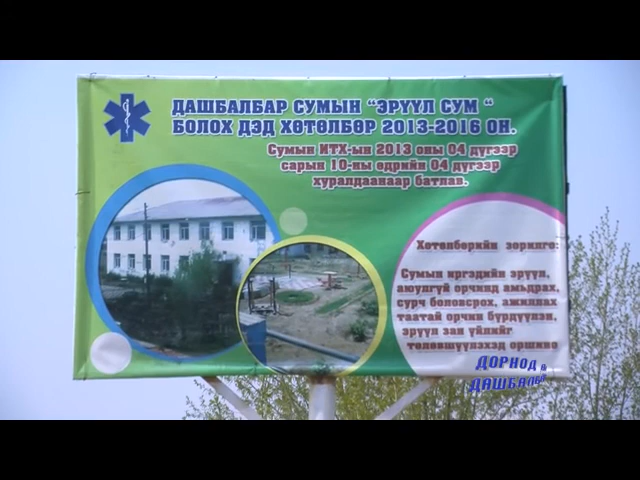 ДАШБАЛБАР СУМЫН "ЭРҮҮЛ СУМ "
БОЛОХ ДЭД ХӨТӨЛБӨР 2013-2016 ОН.
Сумын ИТХ-ын 2013 оны 04 дүгээр
сарын 10-ны өдрийн 04 дүгээр
хуралдаанаар батлав.
Хөтөлбөрийн зорилго:
Сумын иргэдийн эрүүл,
аюулгүй орчинд амьдрах,
сурч боловсрох, ажиллах
таатай орчин бүрдүүлэн,
эрүүл зан үйлийг
төлөвшүүлэхэд оршино
ДОРНОД а
ДАШБАЛБ